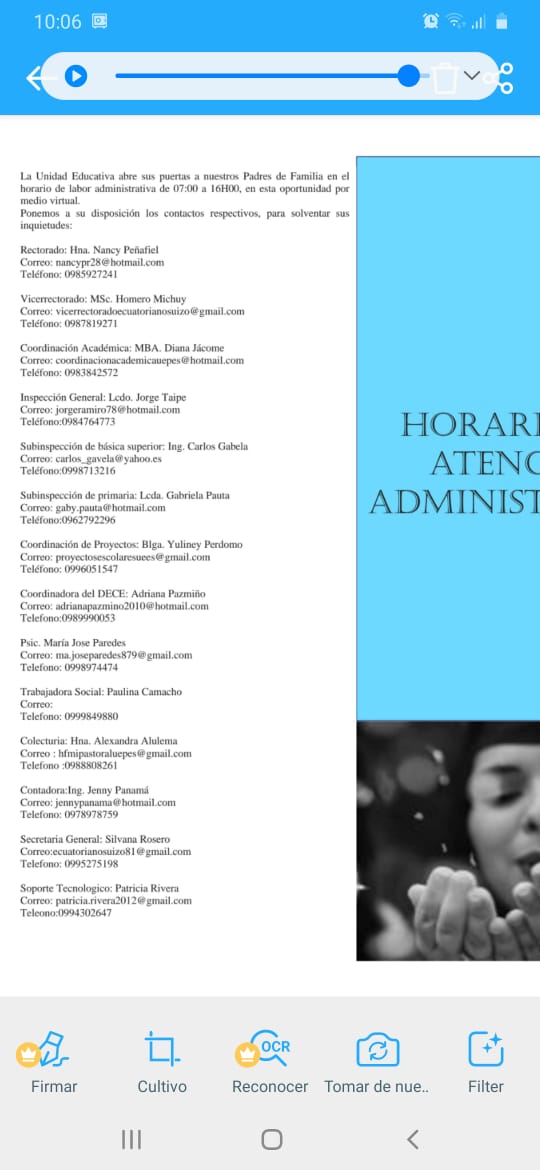 10:06
La Unidad Educativa abre sus puertas a nuestros Padres de Familia en el
horario de labor administrativa de 07:00 a 16H00, en esta oportunidad por
medio virtual.
Ponemos a su disposición los contactos respectivos, para solventar sus
inquietudes:
Rectorado: Hna. Nancy Peñafiel
Correo: nancypr28@hotmail.com
Teléfono: 0985927241
Vicerrectorado: MSc. Homero Michuy
Correo: vicerrectoradoecuatorianosuizo@gmail.com
Teléfono: 0987819271
Coordinación Académica: MBA. Diana Jácome
Correo: coordinacionacademicauepes@hotmail.com
Teléfono: 0983842572
Inspección General: Lcdo. Jorge Taipe
Correo: jorgeramiro78@hotmail.com
Teléfono:0984764773
Subinspección de básica superior: Ing. Carlos Gabela
Correo: carlos_gavela@yahoo.es
Teléfono:0998713216
Subinspección de primaria: Lcda. Gabriela Pauta
Correo: gaby.pauta@hotmail.com
Teléfono:0962792296
Coordinación de Proyectos: Blga. Yuliney Perdomo
Correo: proyectosescolaresuees@gmail.com
Teléfono: 0996051547
Coordinadora del DECE: Adriana Pazmiño
Correo: adrianapazmino2010@hotmail.com
Telefono:0989990053
Psic. María Jose Paredes
Correo: ma.joseparedes879@gmail.com
Telefono: 0998974474
Trabajadora Social: Paulina Camacho
Correo:
Telefono: 0999849880
Colecturia: Hna. Alexandra Alulema
Correo : hfmipastoraluepes@gmail.com
Telefono :0988808261
Contadora:Ing. Jenny Panamá
Correo: jennypanama@hotmail.com
Telefono: 0978978759
Secretaria General: Silvana Rosero
Correo:ecuatorianosuizo81@gmail.com
Telefono: 0995275198
Soporte Tecnologico: Patricia Rivera
Correo: patricia.rivera2012@gmail.com
Teleono:0994302647
HORARI
ATENC
ADMINIST
OCR
Firmar Cultivo Reconocer Tomar de nue.. Filter